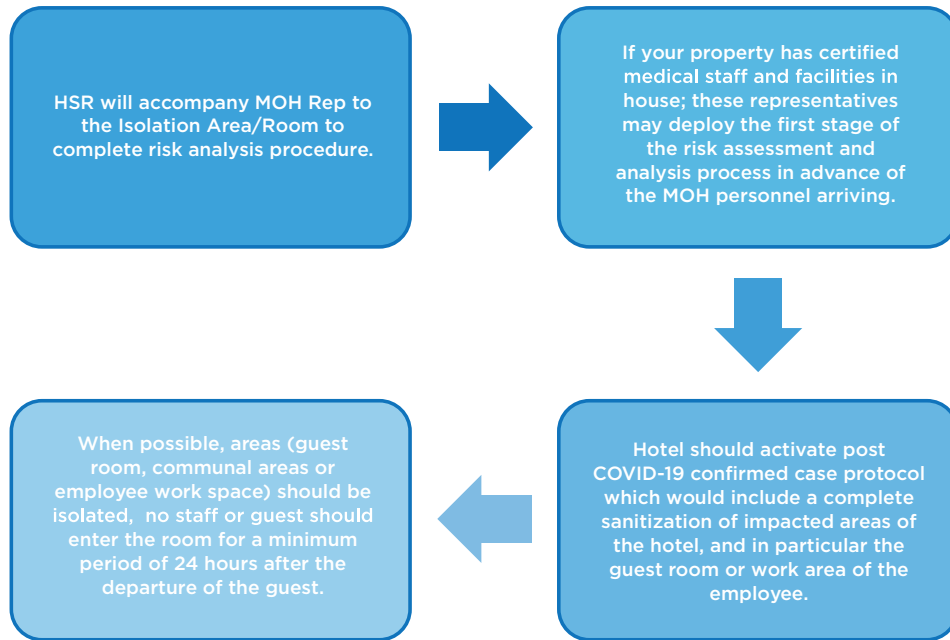 HSR will accompany MOH Rep to
the Isolation Area/Room to
complete risk analysis procedure.
If your property has certified
medical staff and facilities in
house; these representatives
may deploy the first stage of
the risk assessment and
analysis process in advance of
the MOH personnel arriving.
Hotel should activate post
COVID-19 confirmed case protocol
which would include a complete
sanitization of impacted areas of
the hotel, and in particular the
guest room or work area of the
employee.
When possible, areas (guest
room, communal areas or
employee work space) should be
isolated, no staff or guest should
enter the room for a minimum
period of 24 hours after the
departure of the guest.